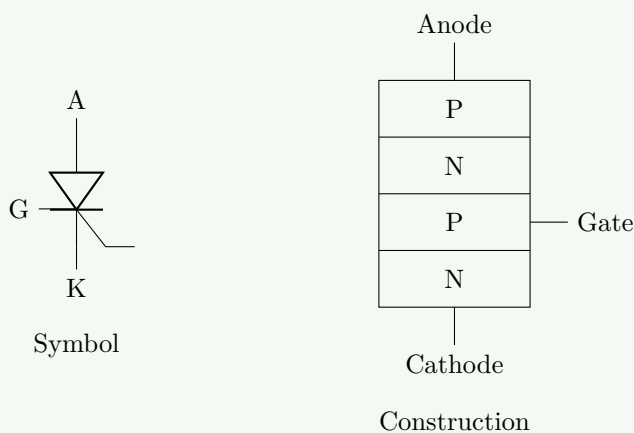 A
G
K
Symbol
Anode
P
N
P
Gate
N
Cathode
Construction